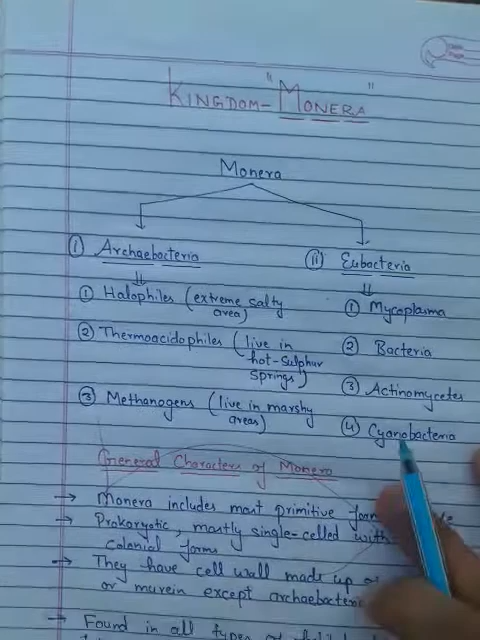 KINGDOM - "MONERA"
Monera
(i) Archaebacteria
(ii) Eubacteria
(1) Halophiles (extreme salty
area)
(2) Thermoacidophiles (live in
hot-sulphur
springs)
(3) Methanogens (live in marshy
areas)
(1) Mycoplasma
(2) Bacteria
(3) Actinomycetes
(4) Cyanobacteria
General Characters of Monera
→ Monera includes most primitive
→ Prokaryotic, mostly single-celled with
colonial forms
→ They have cell wall made up of
or murein except archaebacteria
→ Found in all types of